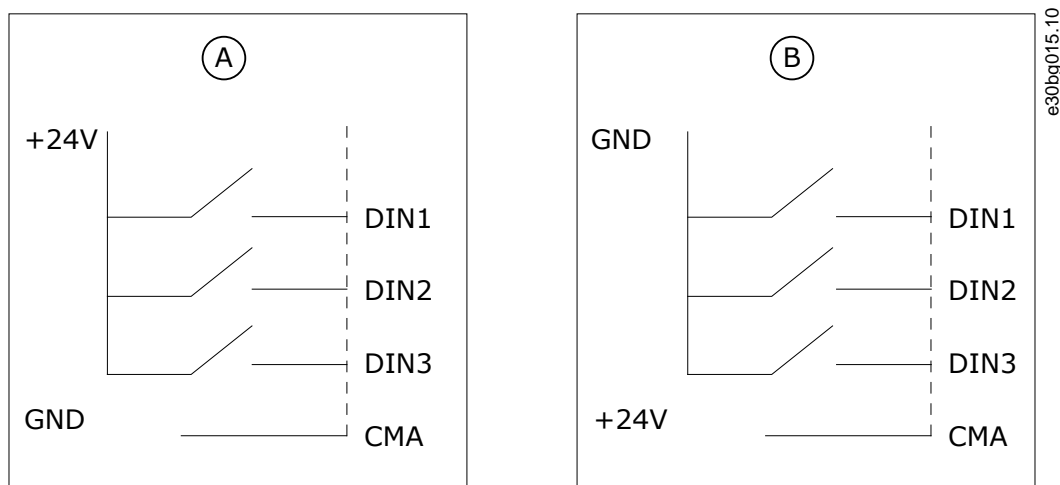 A
+24V
DIN1
DIN2
DIN3
GND
CMA
B
GND
DIN1
DIN2
DIN3
+24V
CMA
e30bg015.10